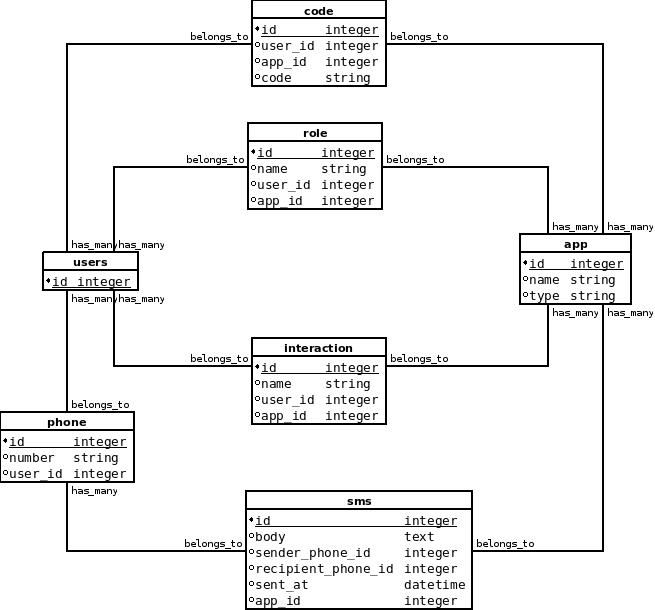 code
id integer
belongs_to user_id integer belongs_to
app_id integer
code string
role
id integer
belongs_to name string belongs_to
user_id integer
app_id integer
has_many has_many
has_many has_many
users
id integer
has_many has_many
app
id integer
name string
type string
has_many has_many
interaction
belongs_to id integer belongs_to
name string
user_id integer
app_id integer
belongs_to
phone
id integer
number string
user_id integer
has_many
sms
id integer
body text
belongs_to sender_phone_id integer belongs_to
recipient_phone_id integer
sent_at datetime
app_id integer